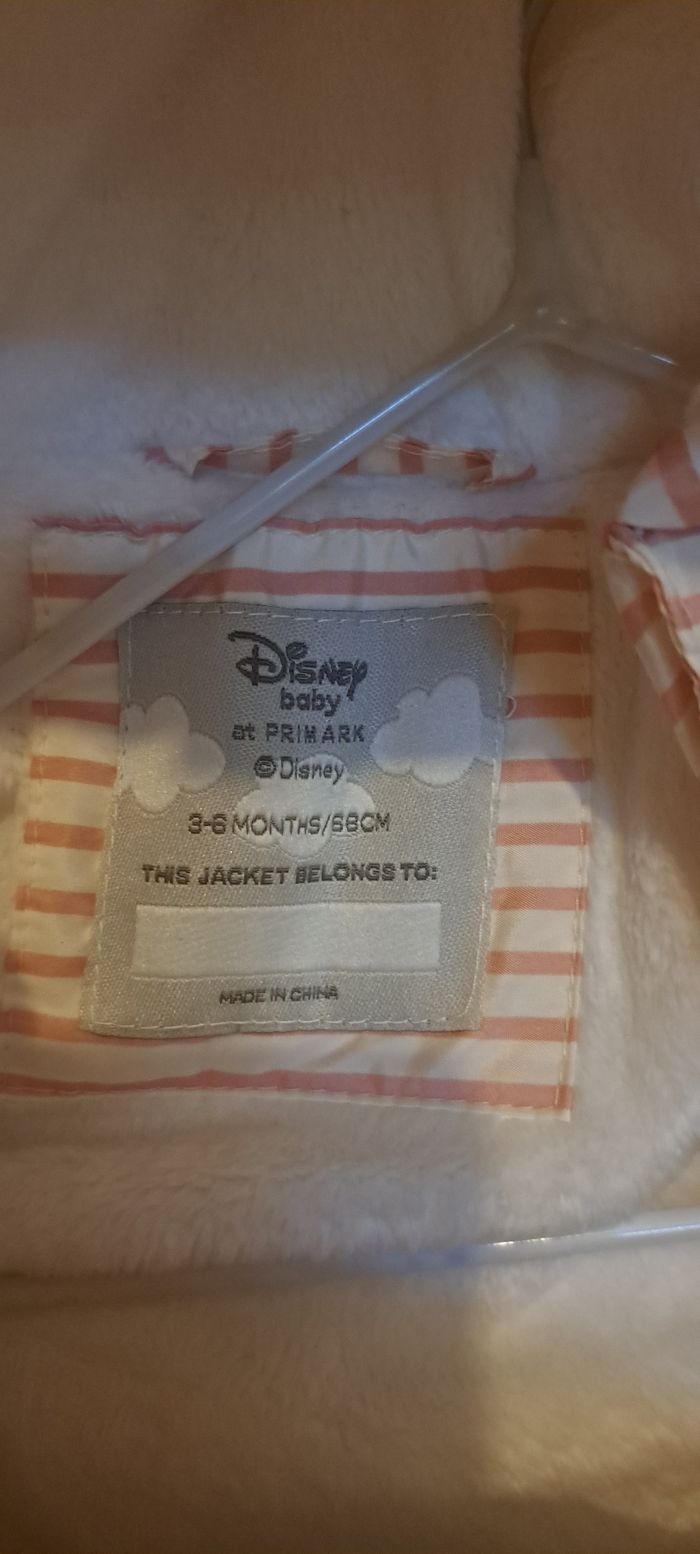 Disney
baby
at PRIMARK
©Disney
3-6 MONTHS/68CM
THIS JACKET BELONGS TO:
MADE IN CHINA